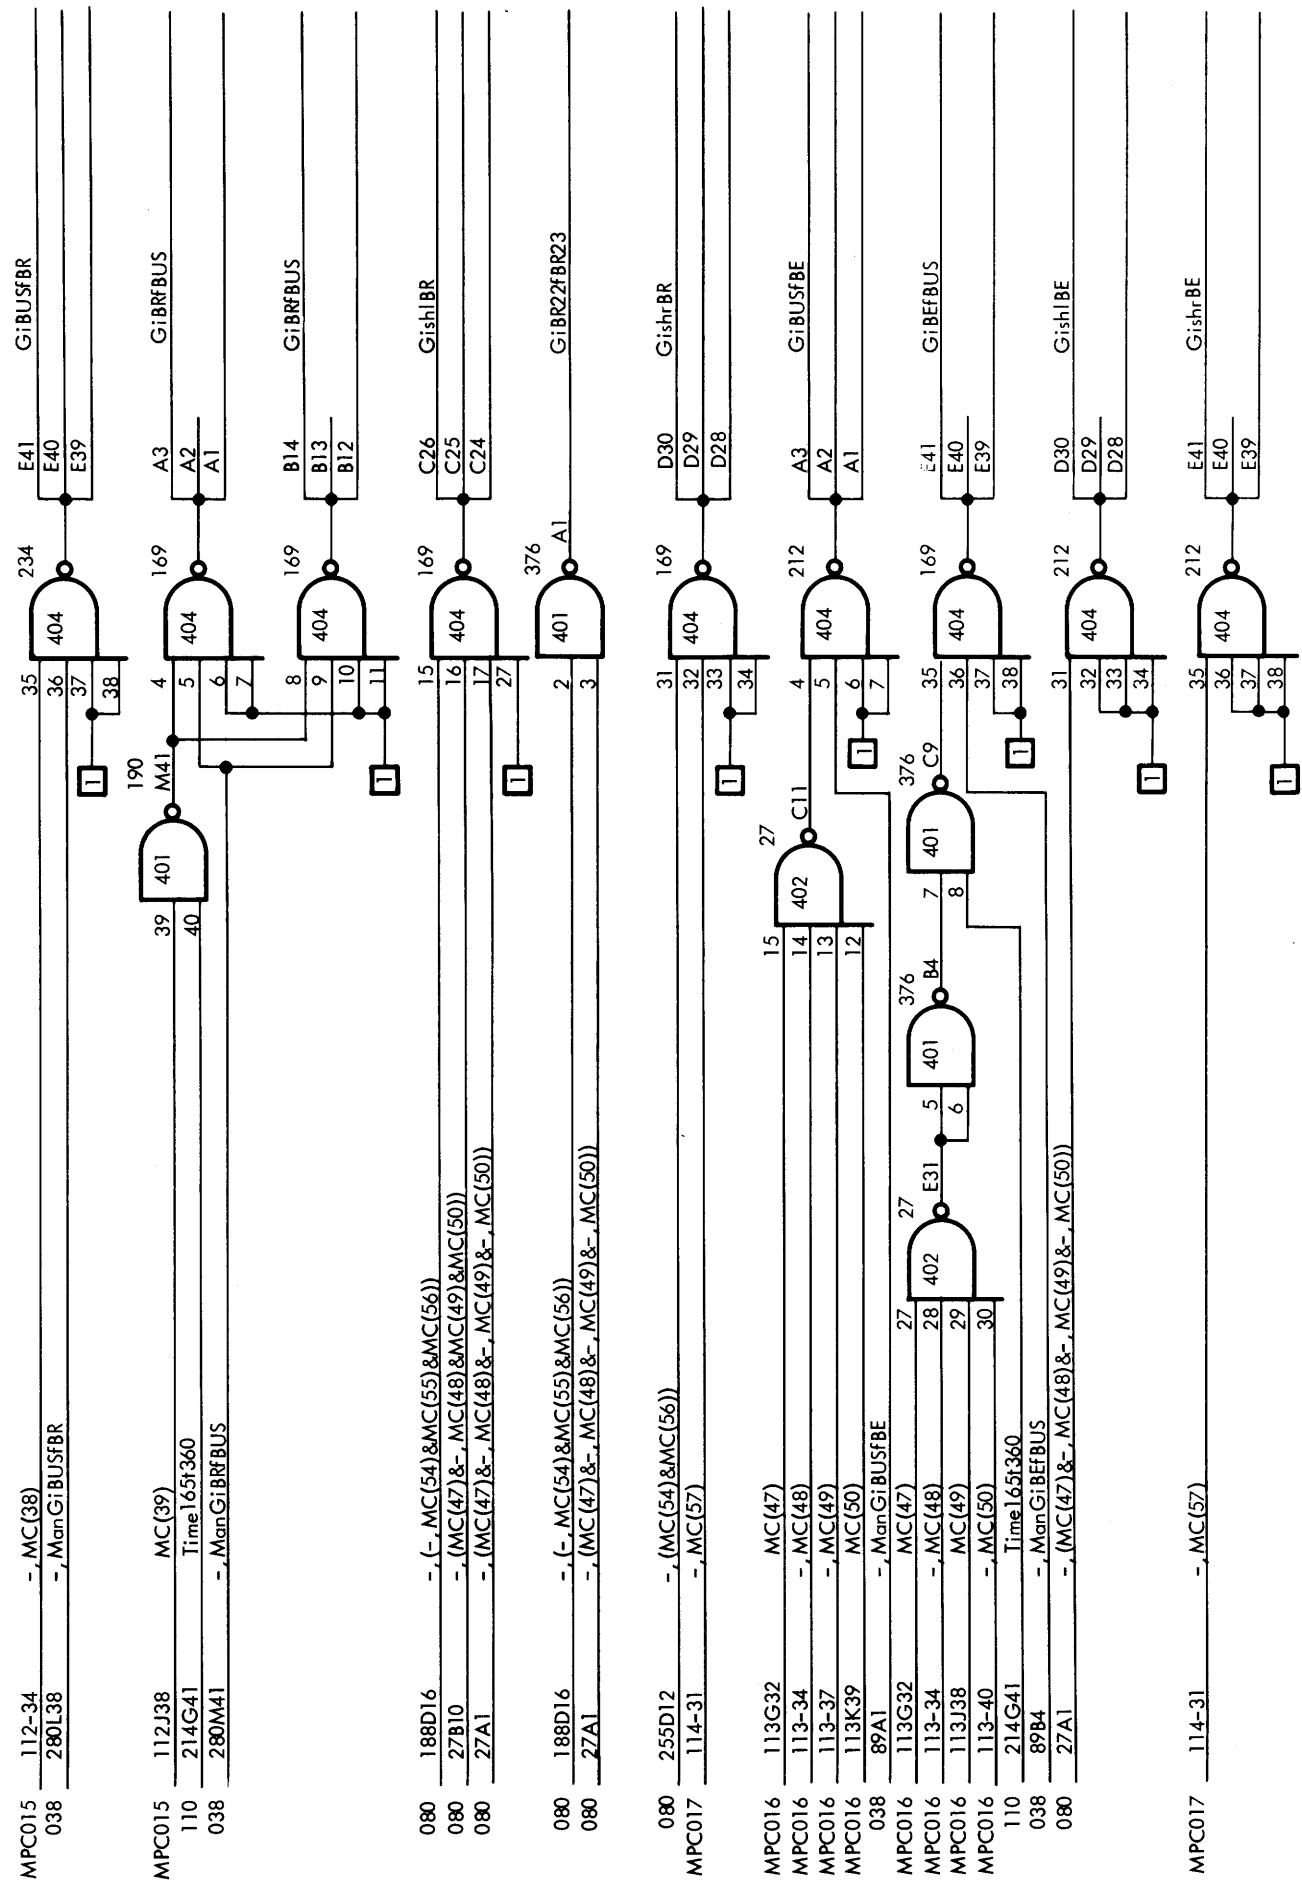 MPC015 112-34 -,MC(38) 35 234 E41 GiBUSfBR
038 280L38 -,ManGiBUSfBR 36 404 E40
37 E39
38
1
MPC015 112J38 MC(39) 39 190 M41 4 169 A3 GiBRfBUS
110 214G41 Time165t360 40 401 5 404 A2
038 280M41 -,ManGiBRfBUS 6 A1
7
8 169 B14 GiBRfBUS
9 404 B13
10 B12
11
1
080 188D16 -,(-,MC(54)&MC(55)&MC(56)) 15 169 C26 GishlBR
080 27B10 -,(MC(47)&-,MC(48)&MC(49)&MC(50)) 16 404 C25
080 27A1 -,(MC(47)&-,MC(48)&-,MC(49)&-,MC(50)) 17 C24
27
1
080 188D16 -,(-,MC(54)&MC(55)&MC(56)) 2 376 A1 GiBR22fBR23
080 27A1 -,(MC(47)&-,MC(48)&-,MC(49)&-,MC(50)) 3 401
080 255D12 -,(MC(54)&MC(56)) 31 169 D30 GishrBR
MPC017 114-31 -,MC(57) 32 404 D29
33 D28
34
1
MPC016 113G32 MC(47) 15 27 C11 4 212 A3 GiBUSfBE
MPC016 113-34 -,MC(48) 14 402 5 404 A2
MPC016 113-37 -,MC(49) 13 6 A1
MPC016 113K39 MC(50) 12 7
038 89A1 -,ManGiBUSfBE
1
MPC016 113G32 MC(47) 27 27 E31 5 376 B4 7 376 C9 35 169 E41 GiBEfBUS
MPC016 113-34 -,MC(48) 28 402 6 401 8 401 36 404 E40
MPC016 113J38 MC(49) 29 37 E39
MPC016 113-40 -,MC(50) 30 38
110 214G41 Time165t360
038 89B4 -,ManGiBEfBUS
1
080 27A1 -,(MC(47)&-,MC(48)&-,MC(49)&-,MC(50)) 31 212 D30 GishlBE
32 404 D29
33 D28
34
1
MPC017 114-31 -,MC(57) 35 212 E41 GishrBE
36 404 E40
37 E39
38
1